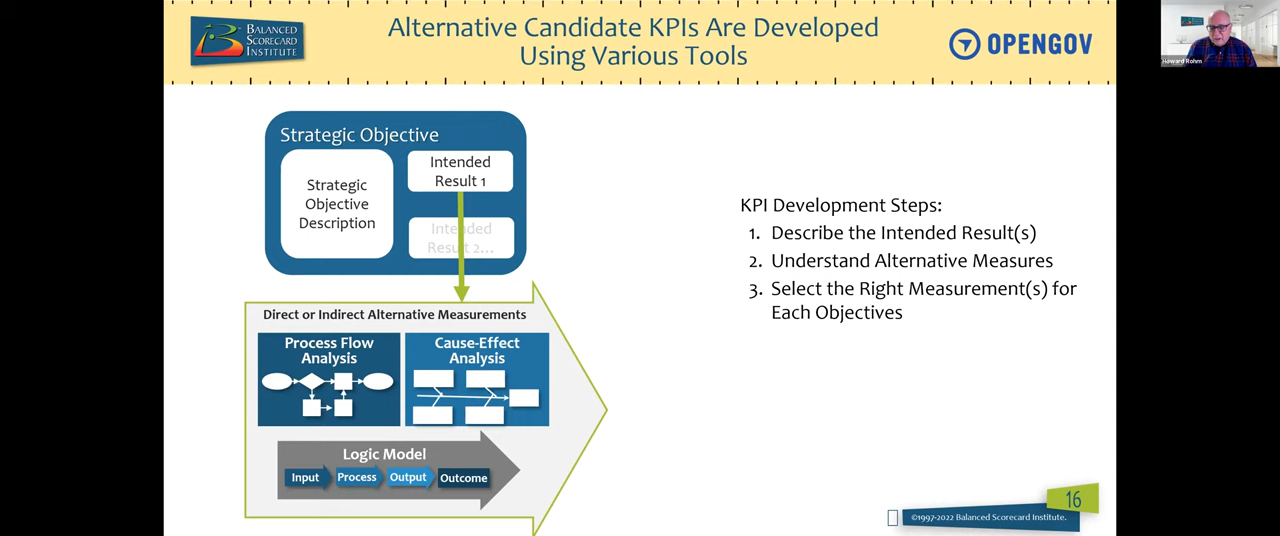 BALANCED
SCORECARD
INSTITUTE
Alternative Candidate KPIs Are Developed
Using Various Tools
OPENGOV
Howard Rohm
Strategic Objective
Strategic
Objective
Description
Intended
Result 1
Intended
Result 2...
KPI Development Steps:
1. Describe the Intended Result(s)
2. Understand Alternative Measures
3. Select the Right Measurement(s) for
Each Objectives
Direct or Indirect Alternative Measurements
Process Flow
Analysis
Cause-Effect
Analysis
Logic Model
Input
Process
Output
Outcome
16
©1997-2022 Balanced Scorecard Institute.